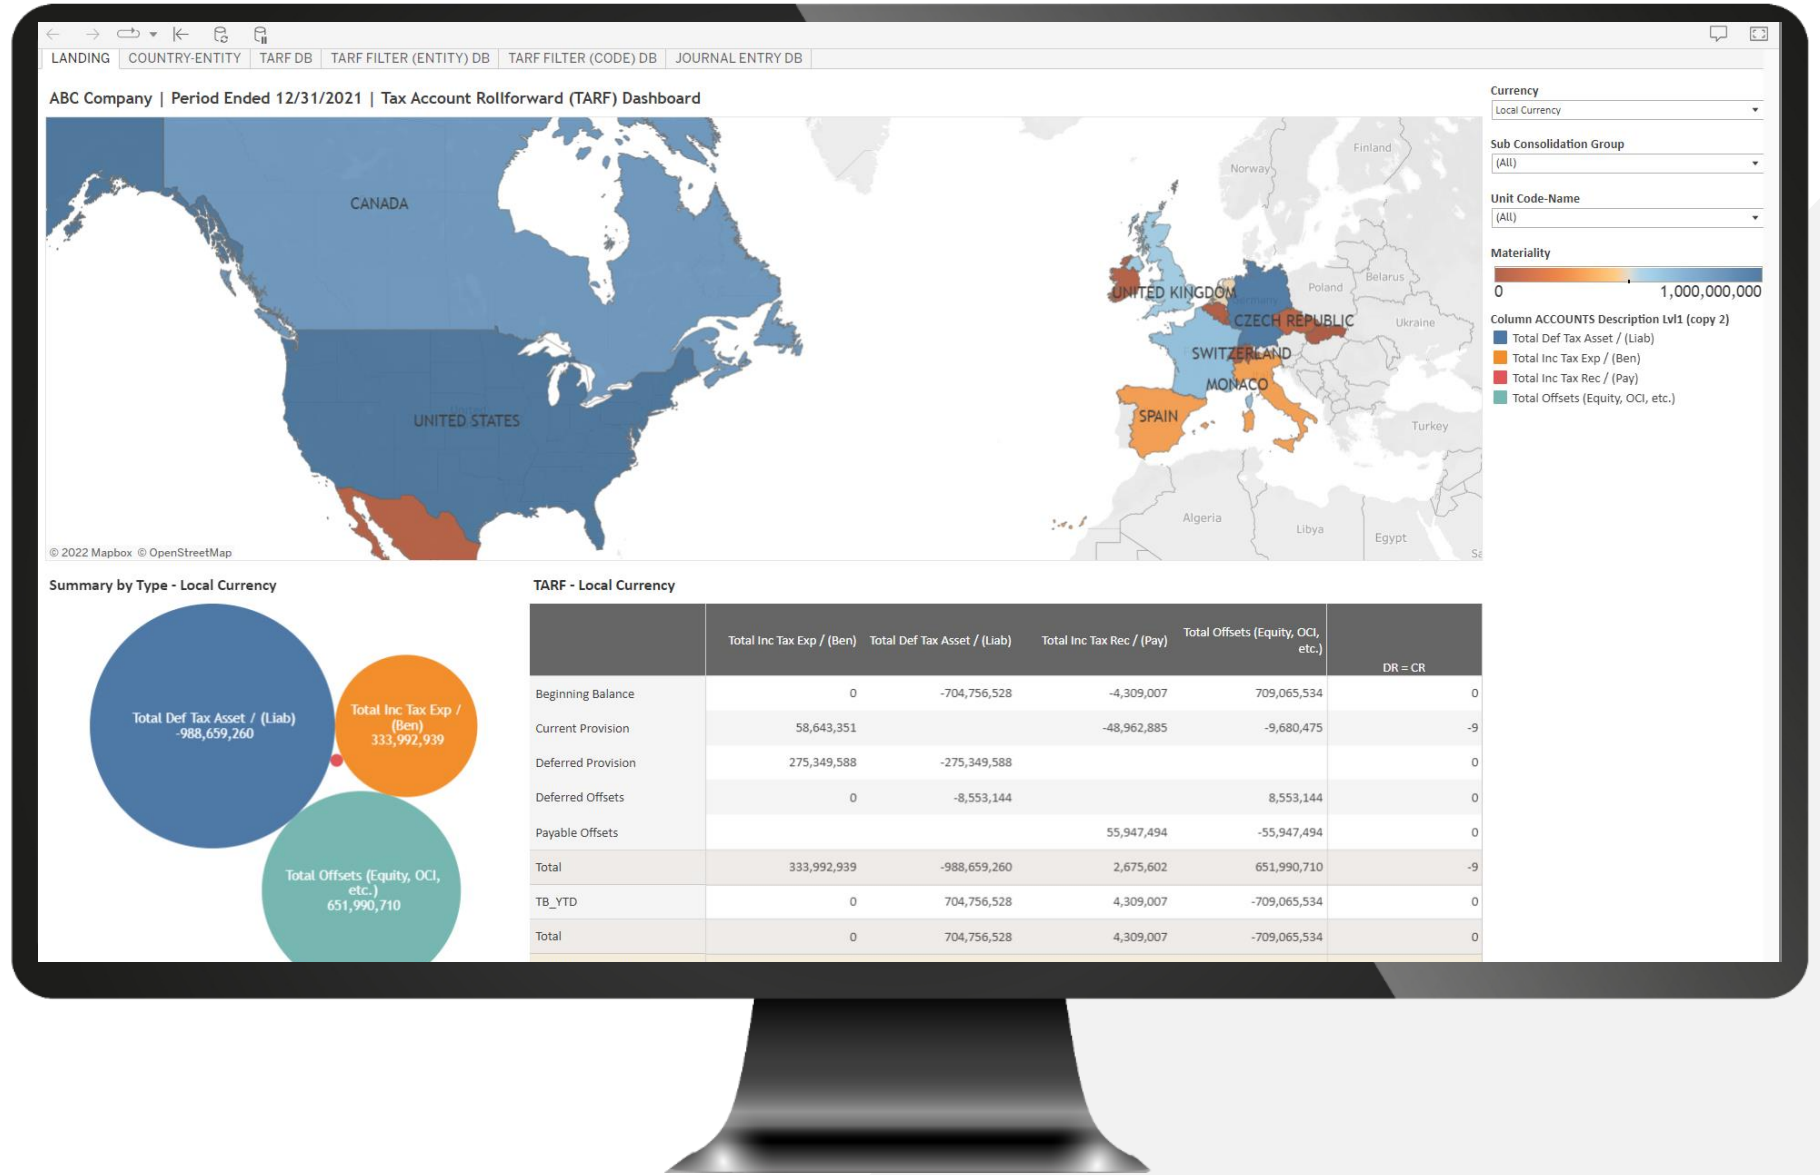 LANDING COUNTRY-ENTITY TARF DB TARF FILTER (ENTITY) DB TARF FILTER (CODE) DB JOURNAL ENTRY DB
ABC Company | Period Ended 12/31/2021 | Tax Account Rollforward (TARF) Dashboard
Currency
Local Currency
Sub Consolidation Group
(All)
Unit Code-Name
(All)
Materiality
0 1,000,000,000
Column ACCOUNTS Description Lvl1 (copy 2)
Total Def Tax Asset / (Liab)
Total Inc Tax Exp / (Ben)
Total Inc Tax Rec / (Pay)
Total Offsets (Equity, OCI, etc.)
CANADA
UNITED STATES
Finland
Norway
Belarus
Poland
UNITED KINGDOM
Germany
CZECH REPUBLIC
Ukraine
SWITZERLAND
MONACO
SPAIN
Turkey
Algeria
Libya
Egypt
© 2022 Mapbox © OpenStreetMap
Summary by Type - Local Currency
Total Def Tax Asset / (Liab)
-988,659,260
Total Inc Tax Exp /
(Ben)
333,992,939
Total Offsets (Equity, OCI,
etc.)
651,990,710
TARF - Local Currency
Total Inc Tax Exp / (Ben) Total Def Tax Asset / (Liab) Total Inc Tax Rec / (Pay) Total Offsets (Equity, OCI,
etc.)
DR = CR
Beginning Balance 0 -704,756,528 -4,309,007 709,065,534 0
Current Provision 58,643,351 -48,962,885 -9,680,475 -9
Deferred Provision 275,349,588 -275,349,588 0
Deferred Offsets 0 -8,553,144 8,553,144 0
Payable Offsets 55,947,494 -55,947,494 0
Total 333,992,939 -988,659,260 2,675,602 651,990,710 -9
TB_YTD 0 704,756,528 4,309,007 -709,065,534 0
Total 0 704,756,528 4,309,007 -709,065,534 0